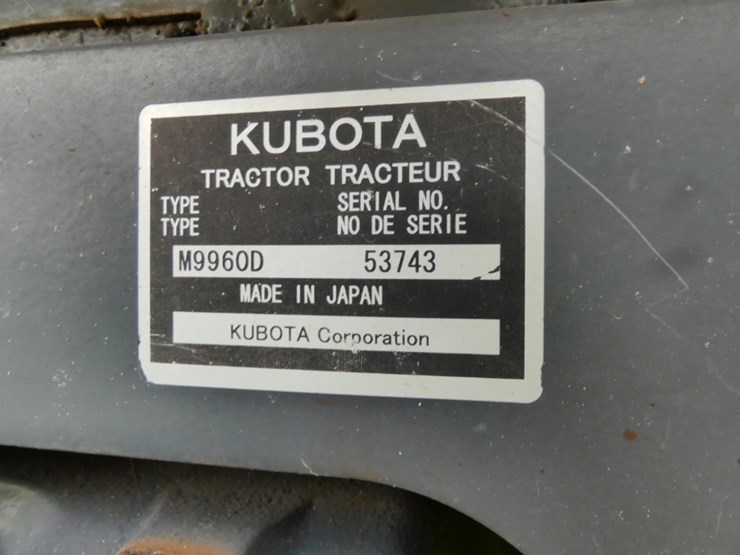 KUBOTA
TRACTOR TRACTEUR
TYPE SERIAL NO.
TYPE NO DE SERIE
M9960D 53743
MADE IN JAPAN
KUBOTA Corporation